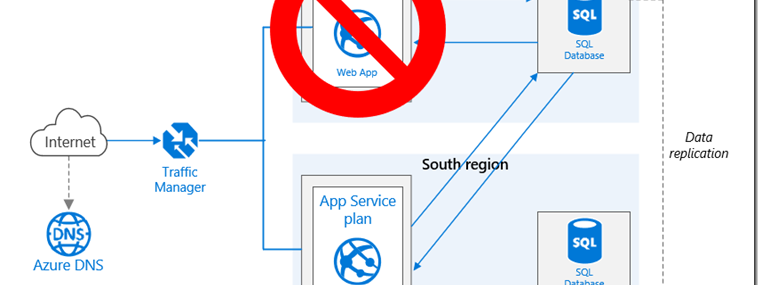 Web App
SQL
SQL
Database
Internet
Traffic
Manager
Data
replication
South region
App Service
plan
DNS
Azure DNS
SQL
SQL
Database